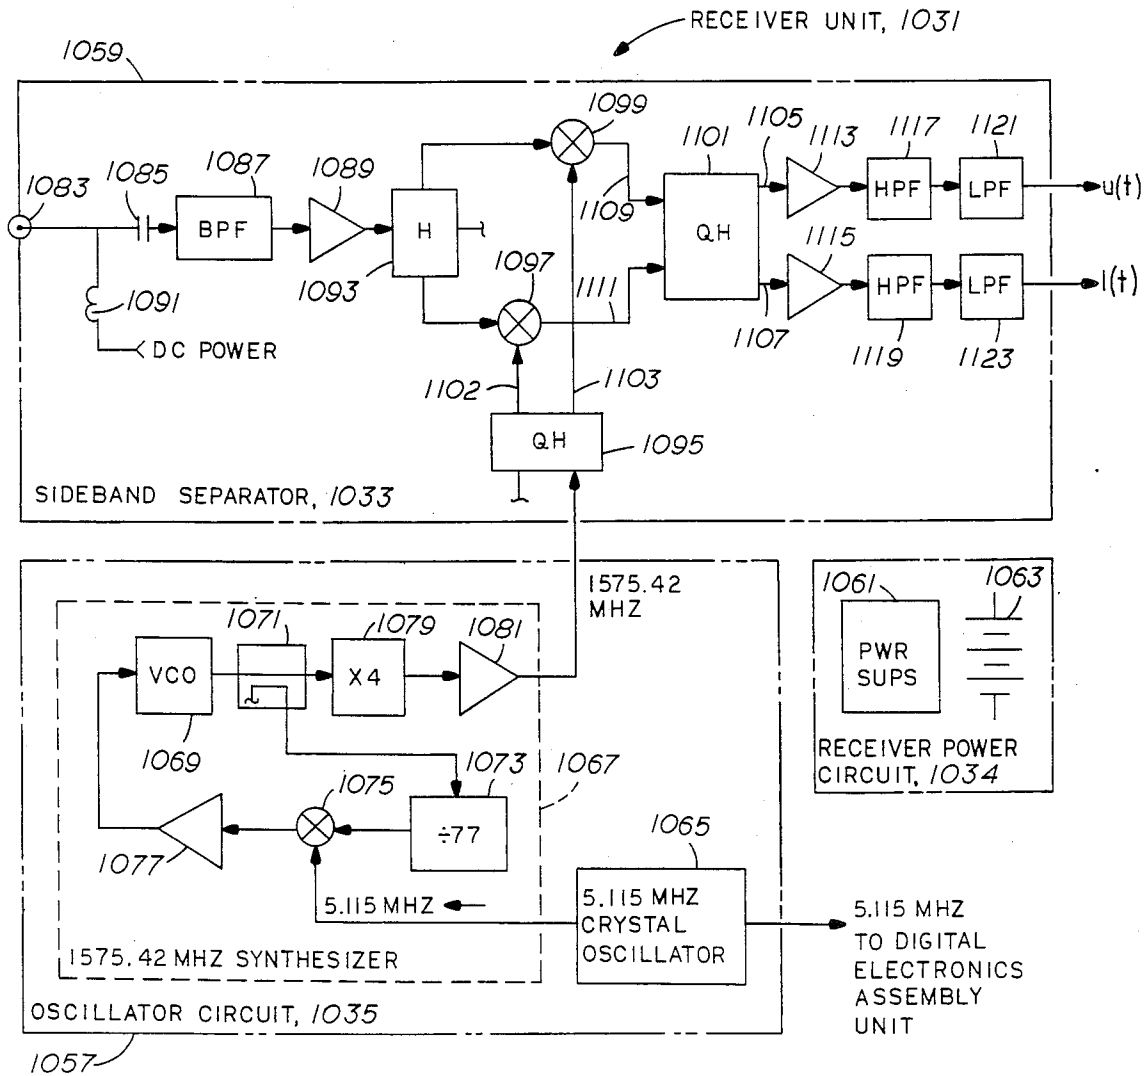 RECEIVER UNIT, 1031
1059
1083
1085
1087
1089
1099
1101
1105
1113
1117
1121
BPF
H
QH
HPF
LPF
u(t)
1109
1093
1097
1111
1115
HPF
LPF
l(t)
1091
1107
1119
1123
DC POWER
1102
1103
QH
1095
SIDEBAND SEPARATOR, 1033
1575.42
MHZ
1061
1063
PWR
SUPS
RECEIVER POWER
CIRCUIT, 1034
1071
1079
1081
VCO
X4
1069
1073
1067
1075
÷77
1077
1065
5.115 MHZ
5.115 MHZ
CRYSTAL
OSCILLATOR
5.115 MHZ
TO DIGITAL
ELECTRONICS
ASSEMBLY
UNIT
1575.42 MHZ SYNTHESIZER
OSCILLATOR CIRCUIT, 1035
1057